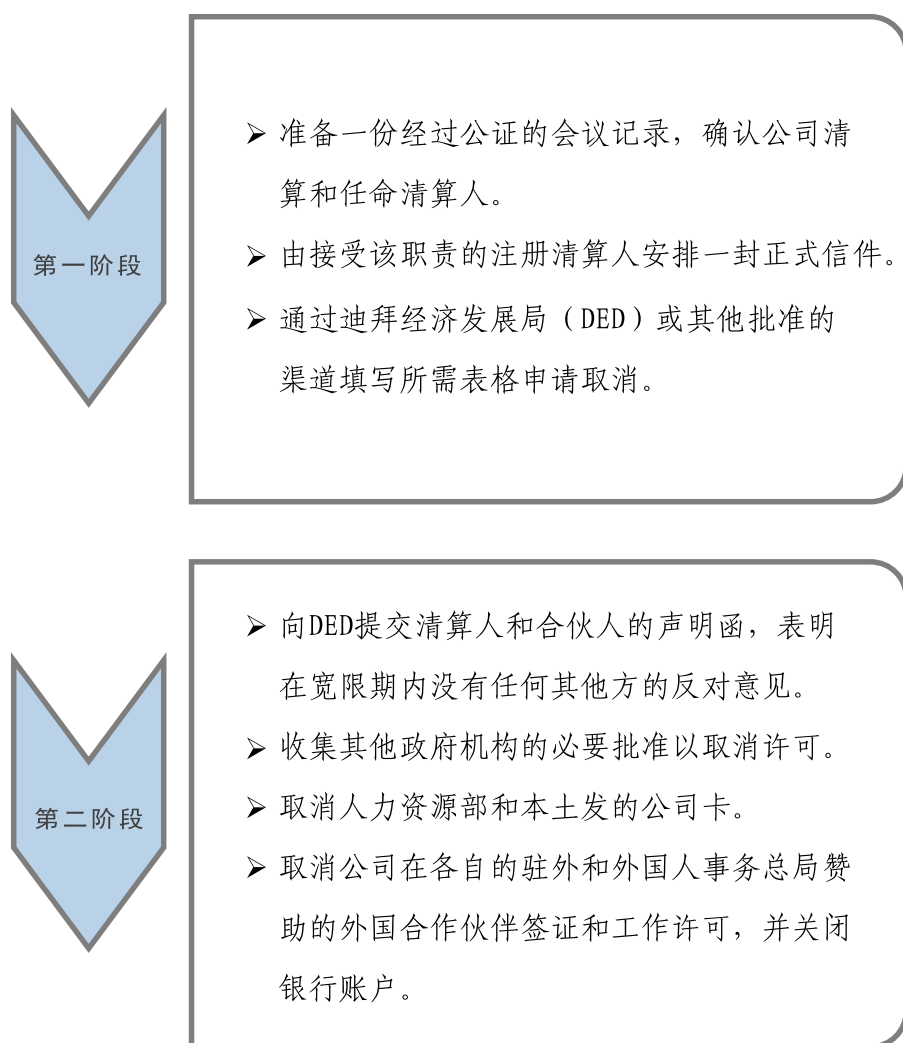 第一阶段
➢ 准备一份经过公证的会议记录，确认公司清
算和任命清算人。
➢ 由接受该职责的注册清算人安排一封正式信件。
➢ 通过迪拜经济发展局（DED）或其他批准的
渠道填写所需表格申请取消。
第二阶段
➢ 向DED提交清算人和合伙人的声明函，表明
在宽限期内没有任何其他方的反对意见。
➢ 收集其他政府机构的必要批准以取消许可。
➢ 取消人力资源部和本土发的公司卡。
➢ 取消公司在各自的驻外和外国人事务总局赞
助的外国合作伙伴签证和工作许可，并关闭
银行账户。